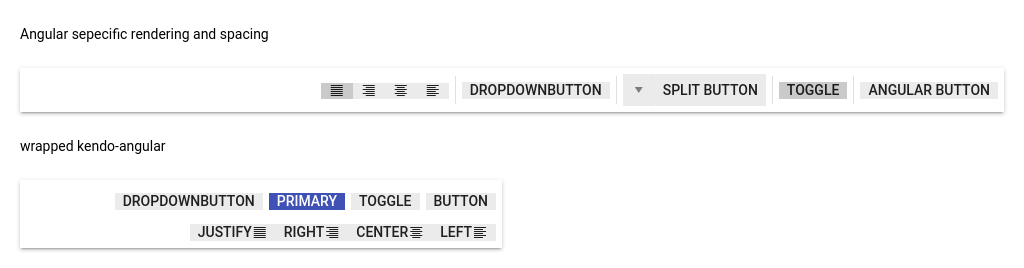 Angular sepecific rendering and spacing
DROPDOWNBUTTON SPLIT BUTTON TOGGLE ANGULAR BUTTON
wrapped kendo-angular
DROPDOWNBUTTON PRIMARY TOGGLE BUTTON
JUSTIFY RIGHT CENTER LEFT